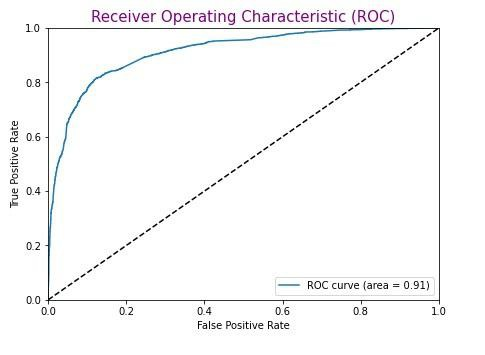 Receiver Operating Characteristic (ROC)
1.0
0.8
0.6
0.4
0.2
0.0
True Positive Rate
ROC curve (area = 0.91)
0.0 0.2 0.4 0.6 0.8 1.0
False Positive Rate